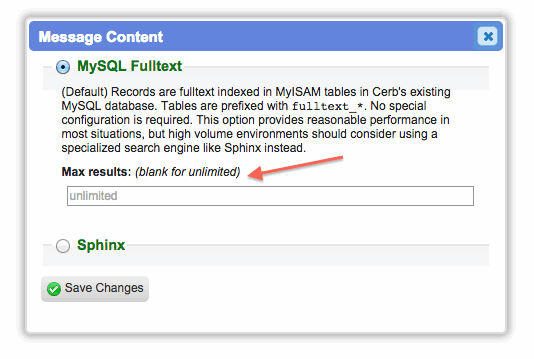 Message Content
MySQL Fulltext
(Default) Records are fulltext indexed in MyISAM tables in Cerb's existing
MySQL database. Tables are prefixed with fulltext_*. No special
configuration is required. This option provides reasonable performance in
most situations, but high volume environments should consider using a
specialized search engine like Sphinx instead.
Max results: (blank for unlimited)
unlimited
Sphinx
Save Changes